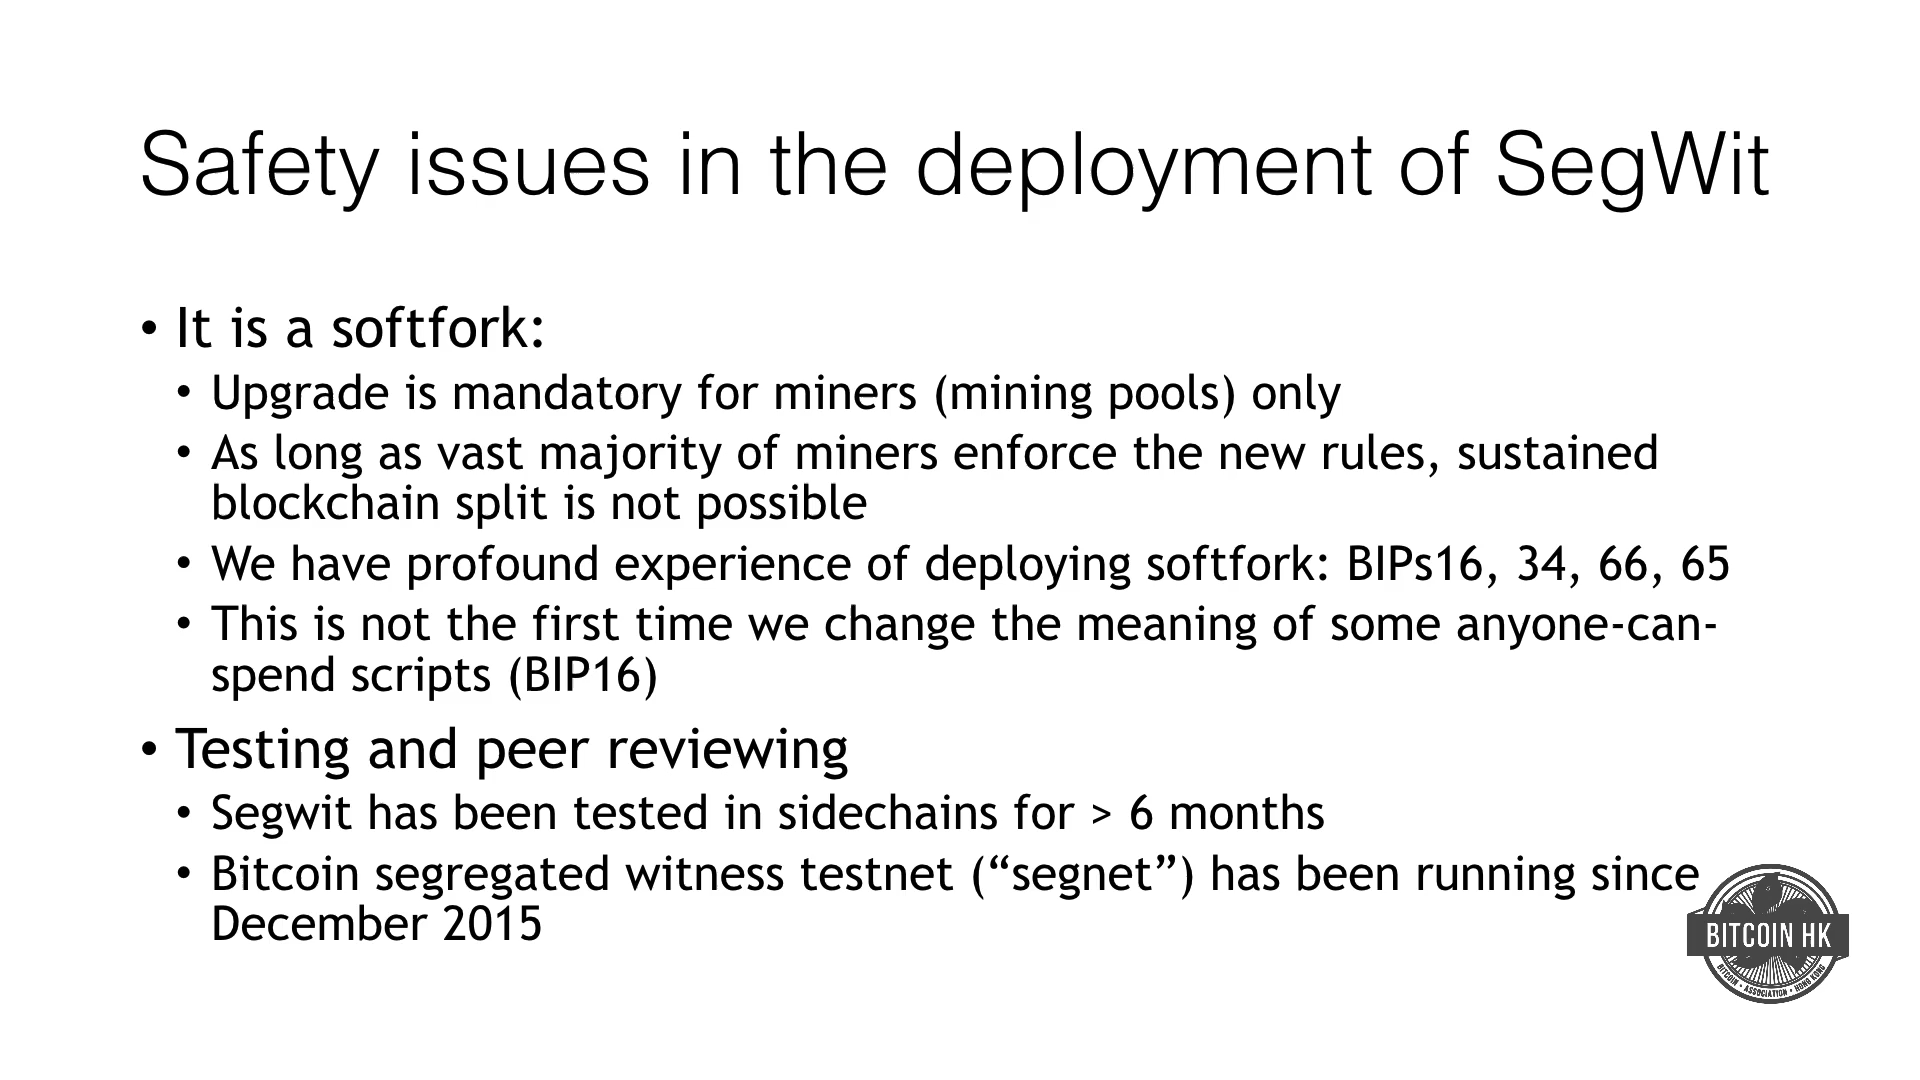 Safety issues in the deployment of SegWit
• It is a softfork:
• Upgrade is mandatory for miners (mining pools) only
• As long as vast majority of miners enforce the new rules, sustained
blockchain split is not possible
• We have profound experience of deploying softfork: BIPs16, 34, 66, 65
• This is not the first time we change the meaning of some anyone-can-
spend scripts (BIP16)
• Testing and peer reviewing
• Segwit has been tested in sidechains for > 6 months
• Bitcoin segregated witness testnet (“segnet”) has been running since
December 2015
BITCOIN HK
BITCOIN • ASSOCIATION • HONG KONG